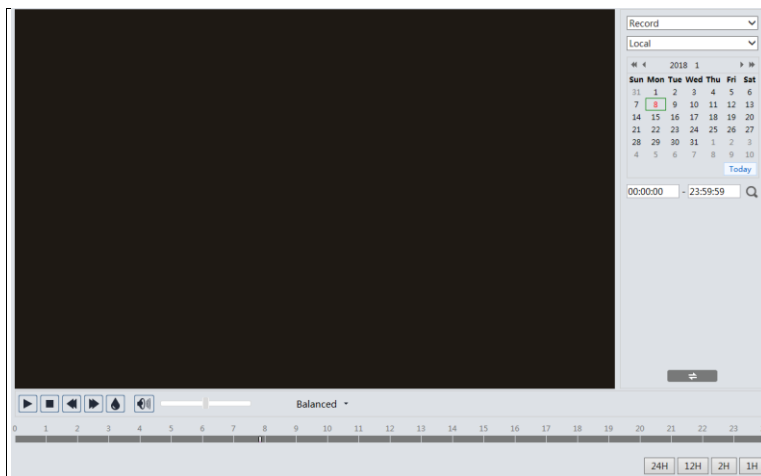 Record
Local
2018 1
Sun Mon Tue Wed Thu Fri Sat
31 1 2 3 4 5 6
7 8 9 10 11 12 13
14 15 16 17 18 19 20
21 22 23 24 25 26 27
28 29 30 31 1 2 3
4 5 6 7 8 9 10
Today
00:00:00 - 23:59:59
Balanced
0 1 2 3 4 5 6 7 8 9 10 11 12 13 14 15 16 17 18 19 20 21 22 23
24H 12H 2H 1H